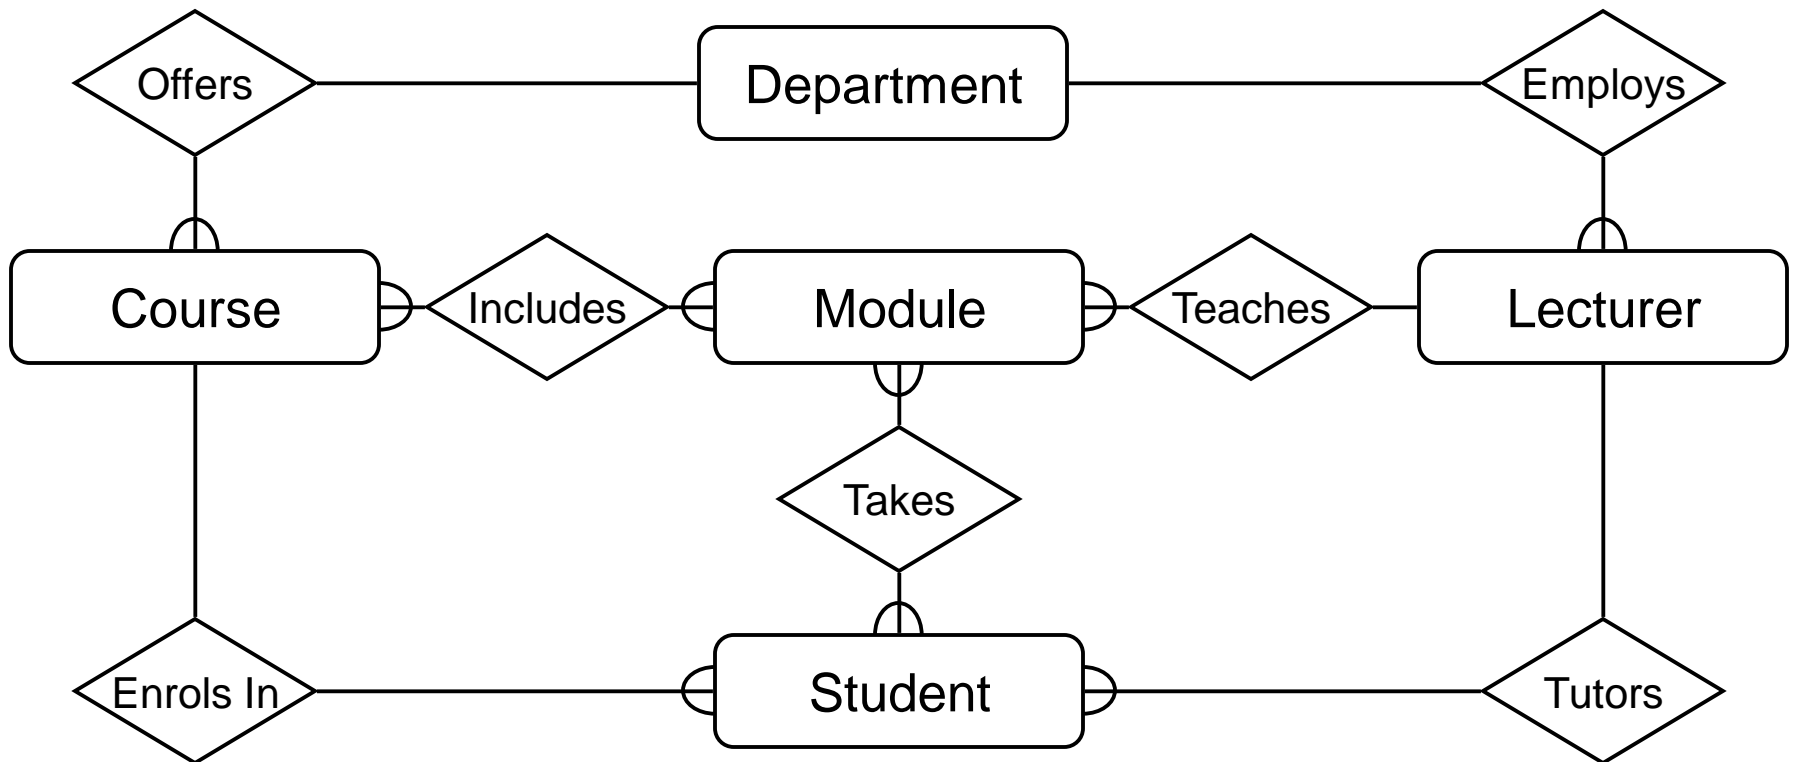 Offers
Department
Employs
Course
Includes
Module
Teaches
Lecturer
Takes
Enrols In
Student
Tutors